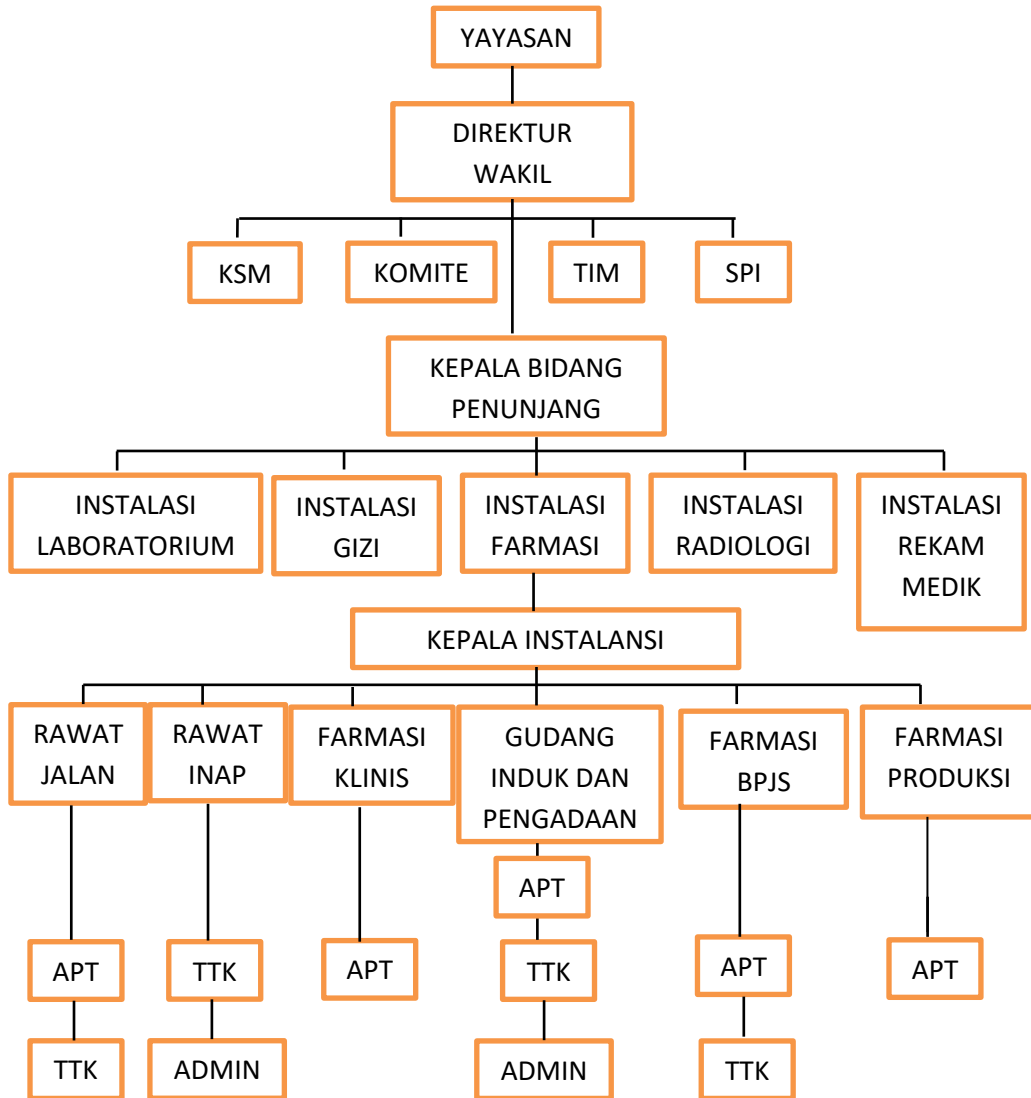 YAYASAN
DIREKTUR
WAKIL
KSM
KOMITE
TIM
SPI
KEPALA BIDANG
PENUNJANG
INSTALASI
LABORATORIUM
INSTALASI
GIZI
INSTALASI
FARMASI
INSTALASI
RADIOLOGI
INSTALASI
REKAM
MEDIK
KEPALA INSTALANSI
RAWAT
JALAN
RAWAT
INAP
FARMASI
KLINIS
GUDANG
INDUK DAN
PENGADAAN
FARMASI
BPJS
FARMASI
PRODUKSI
APT
APT
TTK
APT
TTK
APT
APT
TTK
ADMIN
ADMIN
TTK